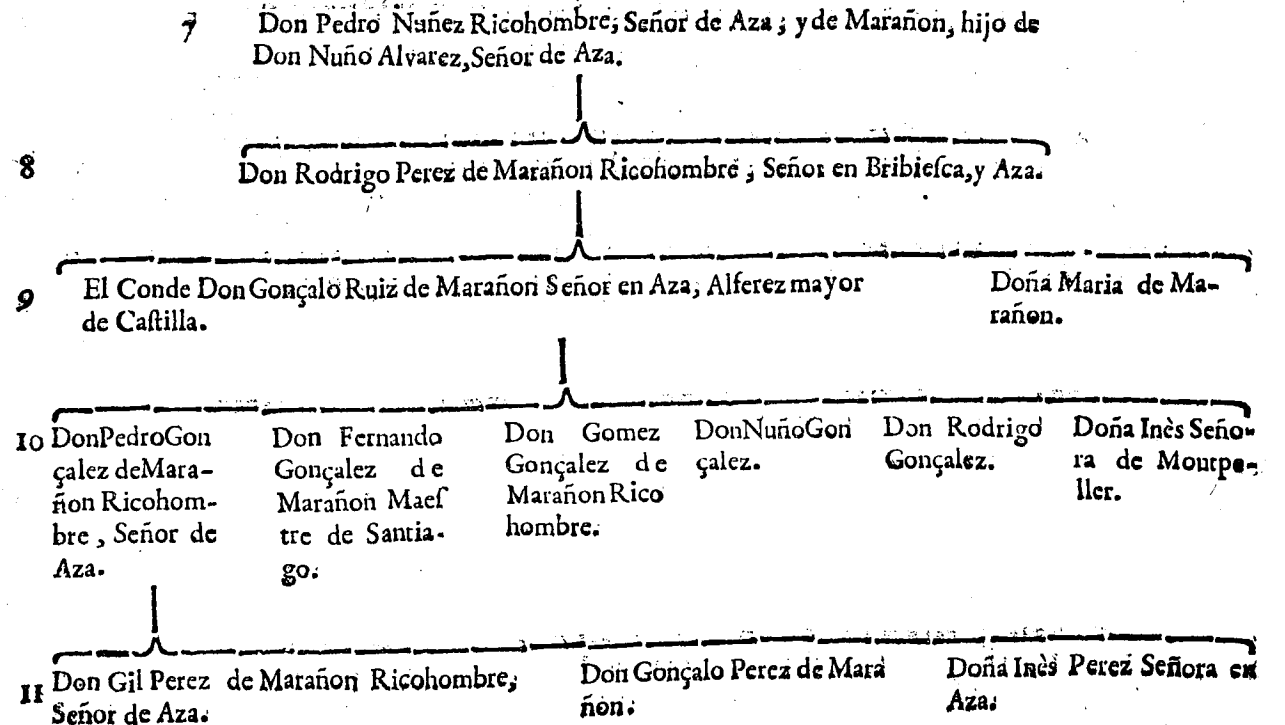 7 Don Pedro Nuñez Ricohombre; Señor de Aza; y de Marañon, hijo de
Don Nuño Alvarez, Señor de Aza.
8 Don Rodrigo Perez de Marañon Ricohombre; Señor en Bribieſca, y Aza.
9 El Conde Don Gonçalo Ruiz de Marañon Señor en Aza, Alferez mayor
de Caſtilla.
Doña Maria de Ma-
rañon.
10 Don Pedro Gon
çalez de Mara-
ñon Ricohom-
bre, Señor de
Aza.
Don Fernando
Gonçalez de
Marañon Maeſ
tre de Santia-
go.
Don Gomez
Gonçalez de
Marañon Rico
hombre.
Don Nuño Gon
çalez.
Don Rodrigo
Gonçalez.
Doña Inès Seño-
ra de Mompe-
ller.
11 Don Gil Perez de Marañon Ricohombre,
Señor de Aza.
Don Gonçalo Perez de Mara
ñon.
Doña Inès Perez Señora en
Aza.